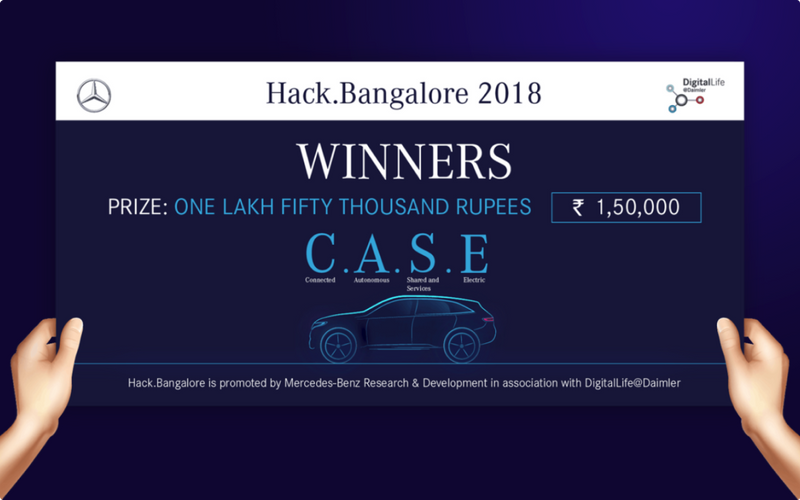 Hack.Bangalore 2018
DigitalLife
@Daimler
WINNERS
PRIZE: ONE LAKH FIFTY THOUSAND RUPEES
₹ 1,50,000
C.A.S.E
Connected Autonomous Shared and Services Electric
Hack.Bangalore is promoted by Mercedes-Benz Research & Development in association with DigitalLife@Daimler